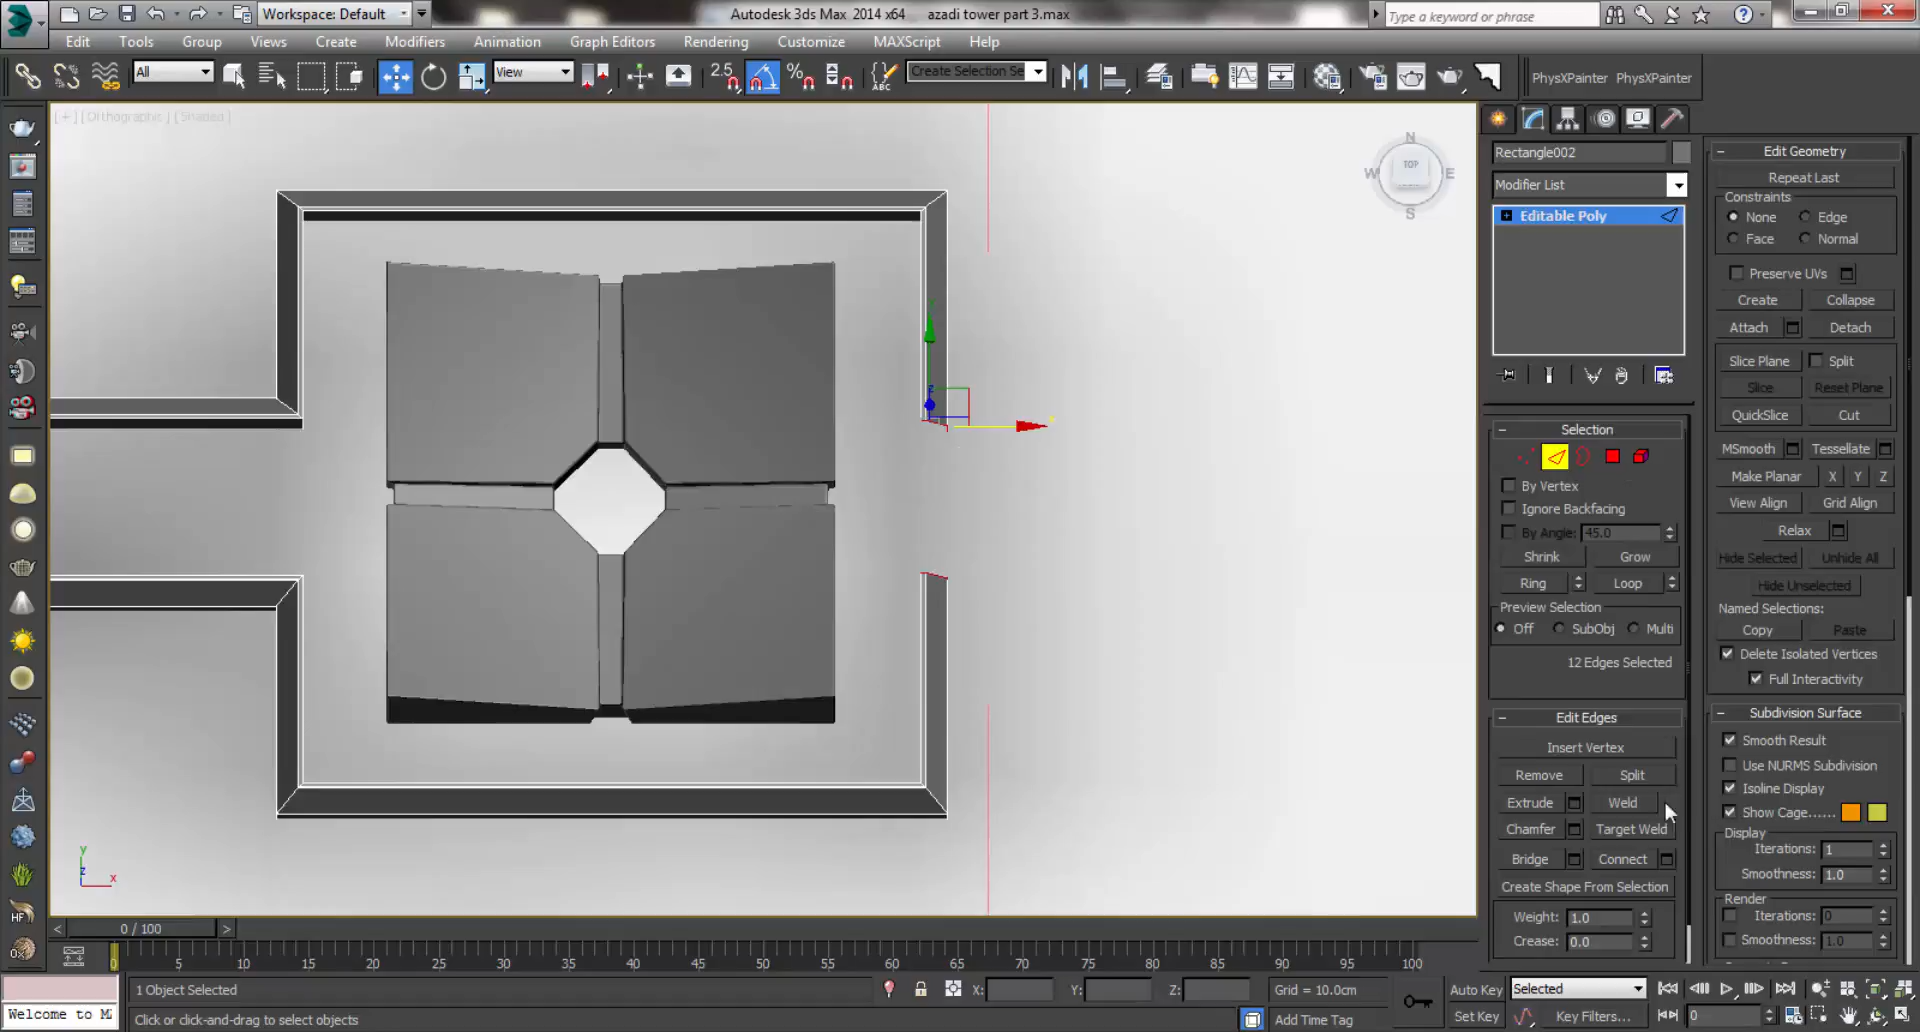 Workspace: Default
Autodesk 3ds Max 2014 x64 azadi tower part 3.max
Type a keyword or phrase
Edit Tools Group Views Create Modifiers Animation Graph Editors Rendering Customize MAXScript Help
All
View
2.5
Create Selection Se
PhysXPainter PhysXPainter
[+][Orthographic][Shaded]
N
W TOP E
S
Rectangle002
Modifier List
Editable Poly
Selection
By Vertex
Ignore Backfacing
By Angle: 45.0
Shrink Grow
Ring Loop
Preview Selection
Off SubObj Multi
12 Edges Selected
Edit Edges
Insert Vertex
Remove Split
Extrude Weld
Chamfer Target Weld
Bridge Connect
Create Shape From Selection
Weight: 1.0
Crease: 0.0
Edit Geometry
Repeat Last
Constraints
None Edge
Face Normal
Preserve UVs
Create Collapse
Attach Detach
Slice Plane Split
Slice Reset Plane
QuickSlice Cut
MSmooth Tessellate
Make Planar X Y Z
View Align Grid Align
Relax
Hide Selected Unhide All
Hide Unselected
Named Selections:
Copy Paste
Delete Isolated Vertices
Full Interactivity
Subdivision Surface
Smooth Result
Use NURMS Subdivision
Isoline Display
Show Cage......
Display
Iterations: 1
Smoothness: 1.0
Render
Iterations: 0
Smoothness: 1.0
y
z
x
< 0 / 100 >
0 5 10 15 20 25 30 35 40 45 50 55 60 65 70 75 80 85 90 95 100
1 Object Selected
X: Y: Z: Grid = 10.0cm
Auto Key Selected
Welcome to M
Click or click-and-drag to select objects
Add Time Tag
Set Key Key Filters... 0